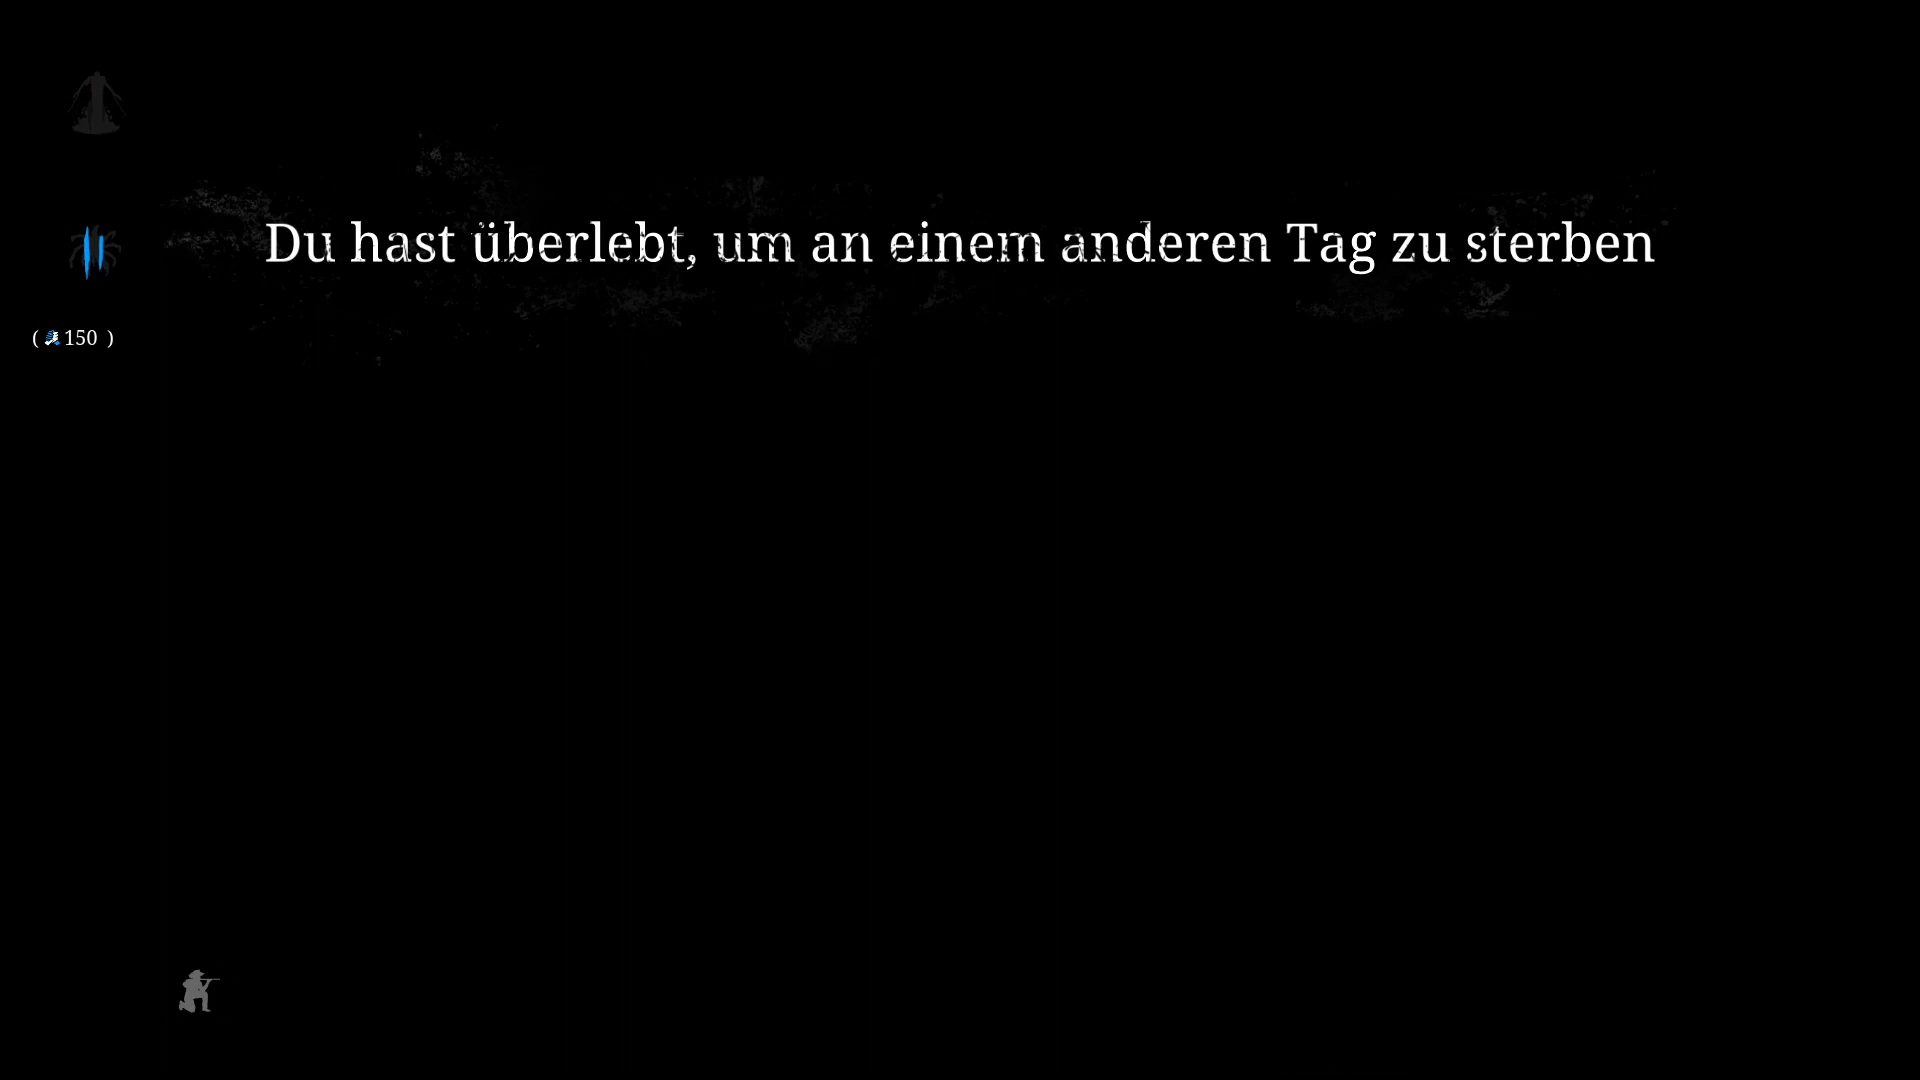 Du hast überlebt, um an einem anderen Tag zu sterben
( 150 )